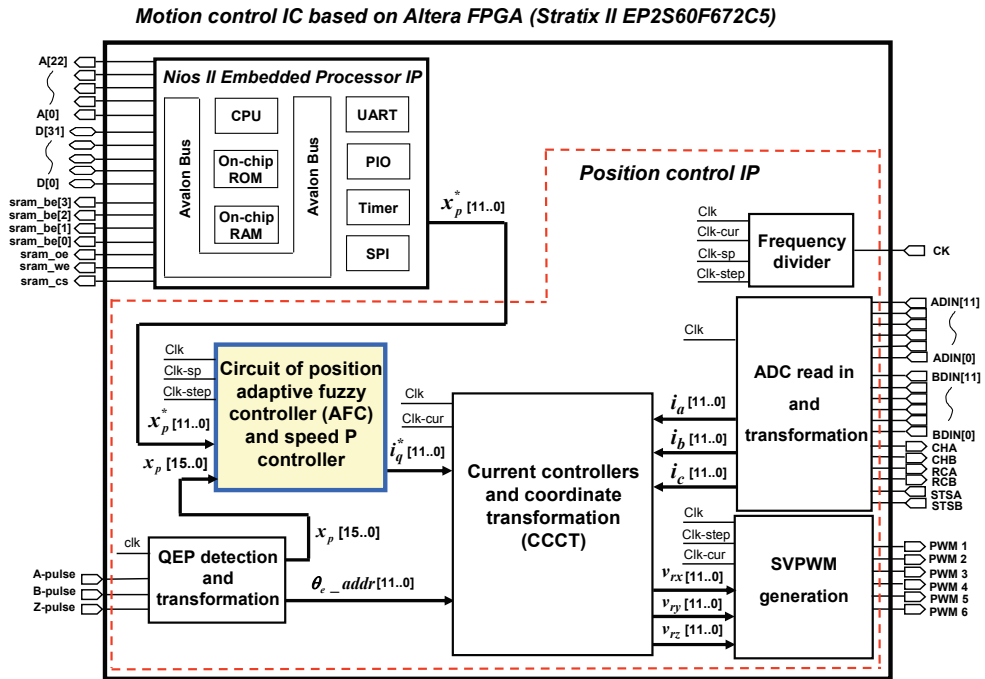 Motion control IC based on Altera FPGA (Stratix II EP2S60F672C5)
A[22]
A[0]
D[31]
D[0]
sram_be[3]
sram_be[2]
sram_be[1]
sram_be[0]
sram_oe
sram_we
sram_cs
Nios II Embedded Processor IP
Avalon Bus
CPU
On-chip
ROM
On-chip
RAM
Avalon Bus
UART
PIO
Timer
SPI
x*p [11..0]
Position control IP
Clk
Clk-cur
Clk-sp
Clk-step
Frequency
divider
CK
Clk
Clk-sp
Clk-step
x*p [11..0]
xp [15..0]
Circuit of position
adaptive fuzzy
controller (AFC)
and speed P
controller
i*q [11..0]
Clk
Clk-cur
Current controllers
and coordinate
transformation
(CCCT)
Clk
ia [11..0]
ib [11..0]
ic [11..0]
ADC read in
and
transformation
ADIN[11]
ADIN[0]
BDIN[11]
BDIN[0]
CHA
CHB
RCA
RCB
STSA
STSB
xp [15..0]
clk
A-pulse
B-pulse
Z-pulse
QEP detection
and
transformation
θe _ addr[11..0]
Clk
Clk-step
Clk-cur
vrx [11..0]
vry [11..0]
vrz [11..0]
SVPWM
generation
PWM 1
PWM 2
PWM 3
PWM 4
PWM 5
PWM 6